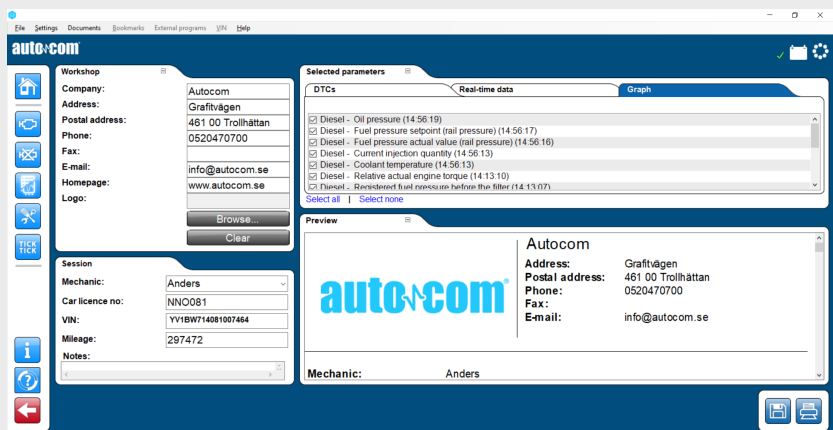 File Settings Documents Bookmarks External programs VIN Help
auto com
Workshop
Company: Autocom
Address: Grafitvägen
Postal address: 461 00 Trollhättan
Phone: 0520470700
Fax:
E-mail: info@autocom.se
Homepage: www.autocom.se
Logo:
Browse...
Clear
Session
Mechanic: Anders
Car licence no: NNO081
VIN: YV1BW714081007464
Mileage: 297472
Notes:
TICK
TICK
Selected parameters
DTCs Real-time data Graph
Diesel - Oil pressure (14:56:19)
Diesel - Fuel pressure setpoint (rail pressure) (14:56:17)
Diesel - Fuel pressure actual value (rail pressure) (14:56:16)
Diesel - Current injection quantity (14:56:13)
Diesel - Coolant temperature (14:56:13)
Diesel - Relative actual engine torque (14:13:10)
Diesel - Registered fuel pressure before the filter (14:13:07)
Select all | Select none
Preview
auto com
Autocom
Address: Grafitvägen
Postal address: 461 00 Trollhättan
Phone: 0520470700
Fax:
E-mail: info@autocom.se
Mechanic: Anders